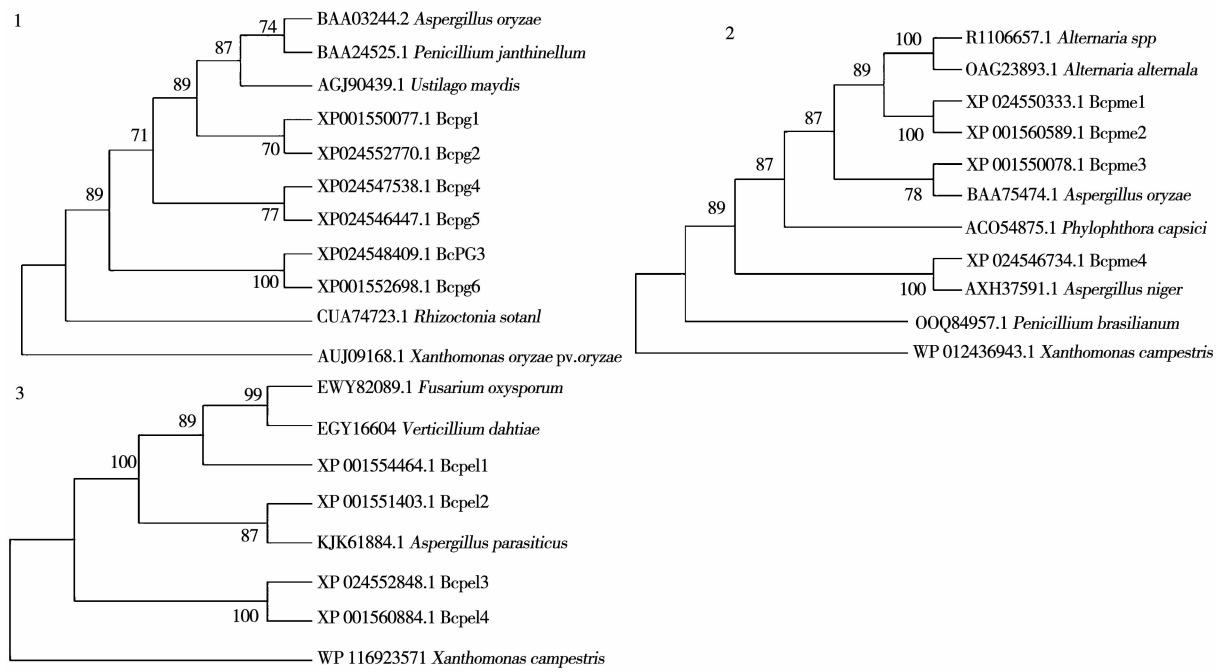 1
74
BAA03244.2 Aspergillus oryzae
87
BAA24525.1 Penicillium janthinellum
89
AGJ90439.1 Ustilago maydis
71
XP001550077.1 Bcpg1
70
XP024552770.1 Bcpg2
89
XP024547538.1 Bcpg4
77
XP024546447.1 Bcpg5
XP024548409.1 BcPG3
100
XP001552698.1 Bcpg6
CUA74723.1 Rhizoctonia sotanl
AUJ09168.1 Xanthomonas oryzae pv.oryzae
2
100
R1106657.1 Alternaria spp
89
OAG23893.1 Alternaria alternala
87
XP 024550333.1 Bcpme1
100
XP 001560589.1 Bcpme2
87
XP 001550078.1 Bcpme3
78
BAA75474.1 Aspergillus oryzae
89
ACO54875.1 Phylophthora capsici
XP 024546734.1 Bcpme4
100
AXH37591.1 Aspergillus niger
OOQ84957.1 Penicillium brasilianum
WP 012436943.1 Xanthomonas campestris
3
99
EWY82089.1 Fusarium oxysporum
89
EGY16604 Verticillium dahtiae
100
XP 001554464.1 Bcpel1
XP 001551403.1 Bcpel2
87
KJK61884.1 Aspergillus parasiticus
XP 024552848.1 Bcpel3
100
XP 001560884.1 Bcpel4
WP 116923571 Xanthomonas campestris